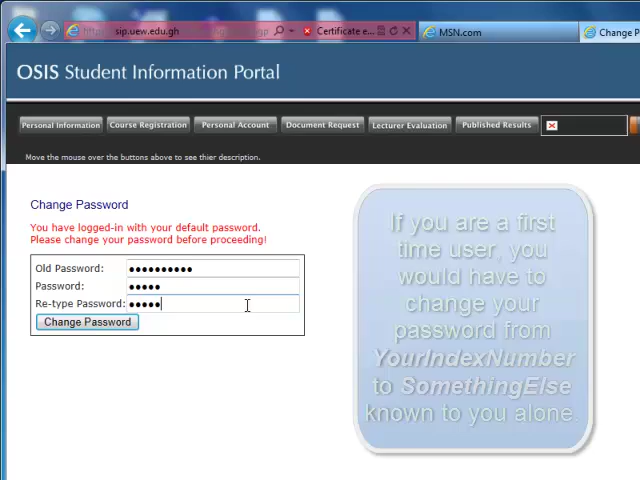 sip.uew.edu.gh
Certificate e...
MSN.com
Change P
OSIS Student Information Portal
Personal Information
Course Registration
Personal Account
Document Request
Lecturer Evaluation
Published Results
Move the mouse over the buttons above to see thier description.
Change Password
You have logged-in with your default password.
Please change your password before proceeding!
Old Password: ●●●●●●●●●●
Password: ●●●●●
Re-type Password: ●●●●●
Change Password
If you are a first
time user, you
would have to
change your
password from
YourIndexNumber
to SomethingElse
known to you alone.